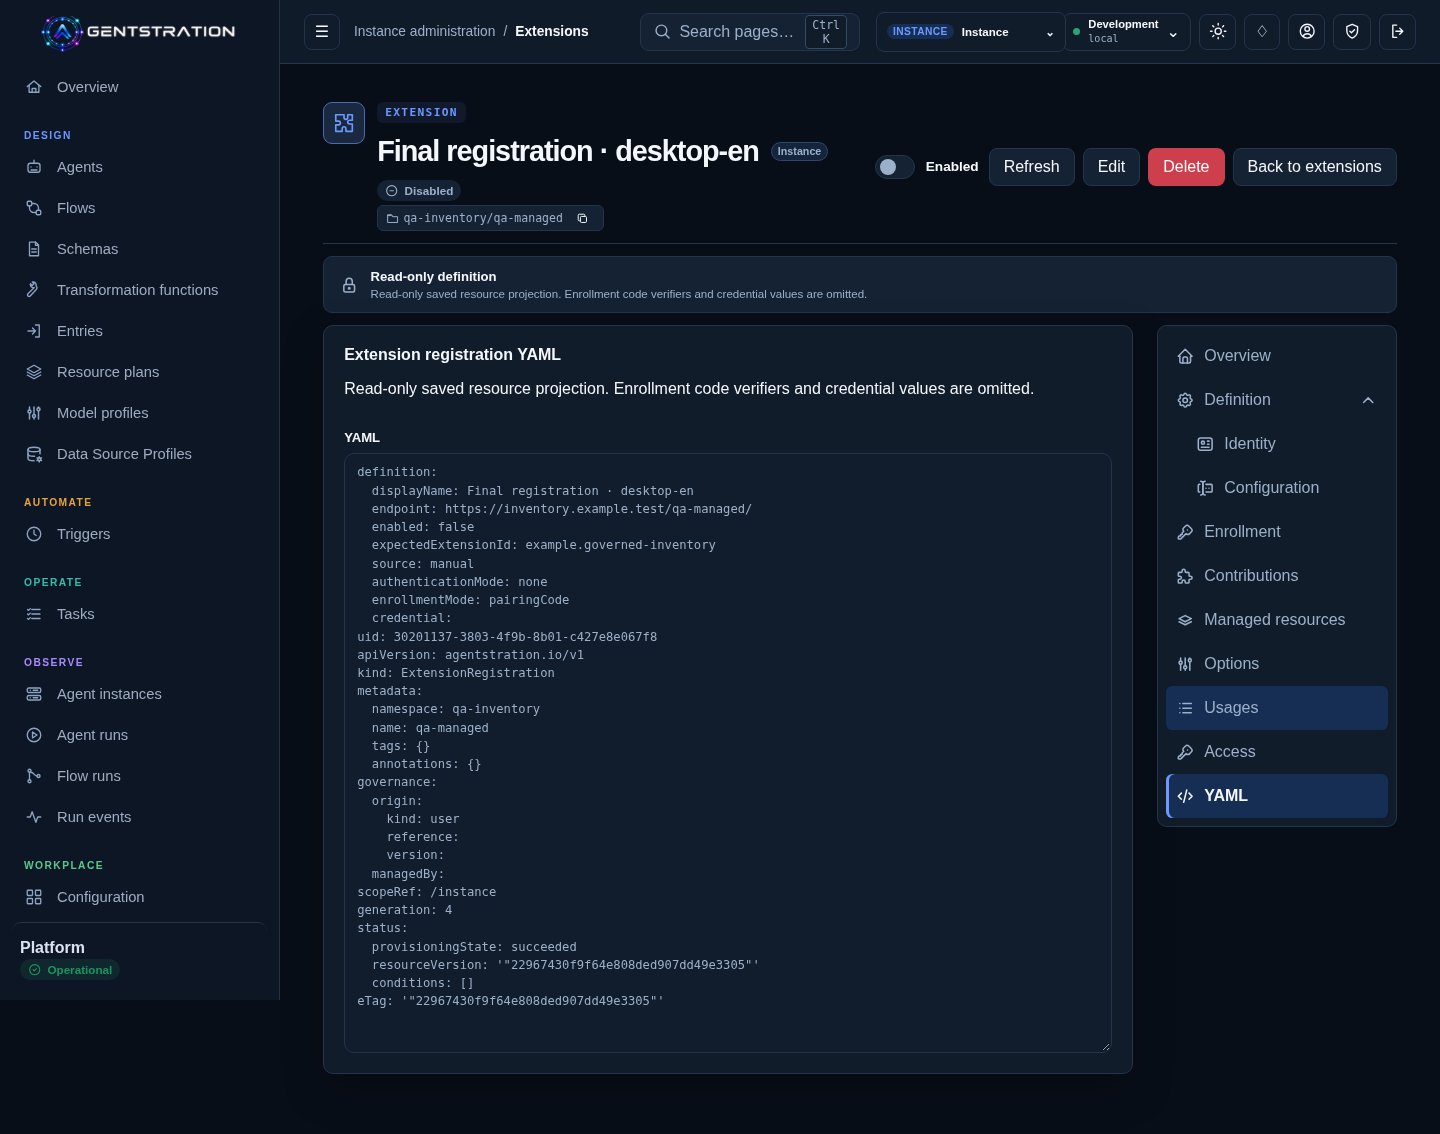 GENTSTRATION
Overview
DESIGN
Agents
Flows
Schemas
Transformation functions
Entries
Resource plans
Model profiles
Data Source Profiles
AUTOMATE
Triggers
OPERATE
Tasks
OBSERVE
Agent instances
Agent runs
Flow runs
Run events
WORKPLACE
Configuration
Platform
Operational
Instance administration / Extensions
Search pages…
Ctrl K
INSTANCE Instance
Development
local
EXTENSION
Final registration · desktop-en
Instance
Disabled
qa-inventory/qa-managed
Enabled
Refresh
Edit
Delete
Back to extensions
Read-only definition
Read-only saved resource projection. Enrollment code verifiers and credential values are omitted.
Extension registration YAML
Read-only saved resource projection. Enrollment code verifiers and credential values are omitted.
YAML
definition:
  displayName: Final registration · desktop-en
  endpoint: https://inventory.example.test/qa-managed/
  enabled: false
  expectedExtensionId: example.governed-inventory
  source: manual
  authenticationMode: none
  enrollmentMode: pairingCode
  credential:
uid: 30201137-3803-4f9b-8b01-c427e8e067f8
apiVersion: agentstration.io/v1
kind: ExtensionRegistration
metadata:
  namespace: qa-inventory
  name: qa-managed
  tags: {}
  annotations: {}
governance:
  origin:
    kind: user
    reference:
    version:
  managedBy:
scopeRef: /instance
generation: 4
status:
  provisioningState: succeeded
  resourceVersion: '"22967430f9f64e808ded907dd49e3305"'
  conditions: []
eTag: '"22967430f9f64e808ded907dd49e3305"'
Overview
Definition
Identity
Configuration
Enrollment
Contributions
Managed resources
Options
Usages
Access
YAML